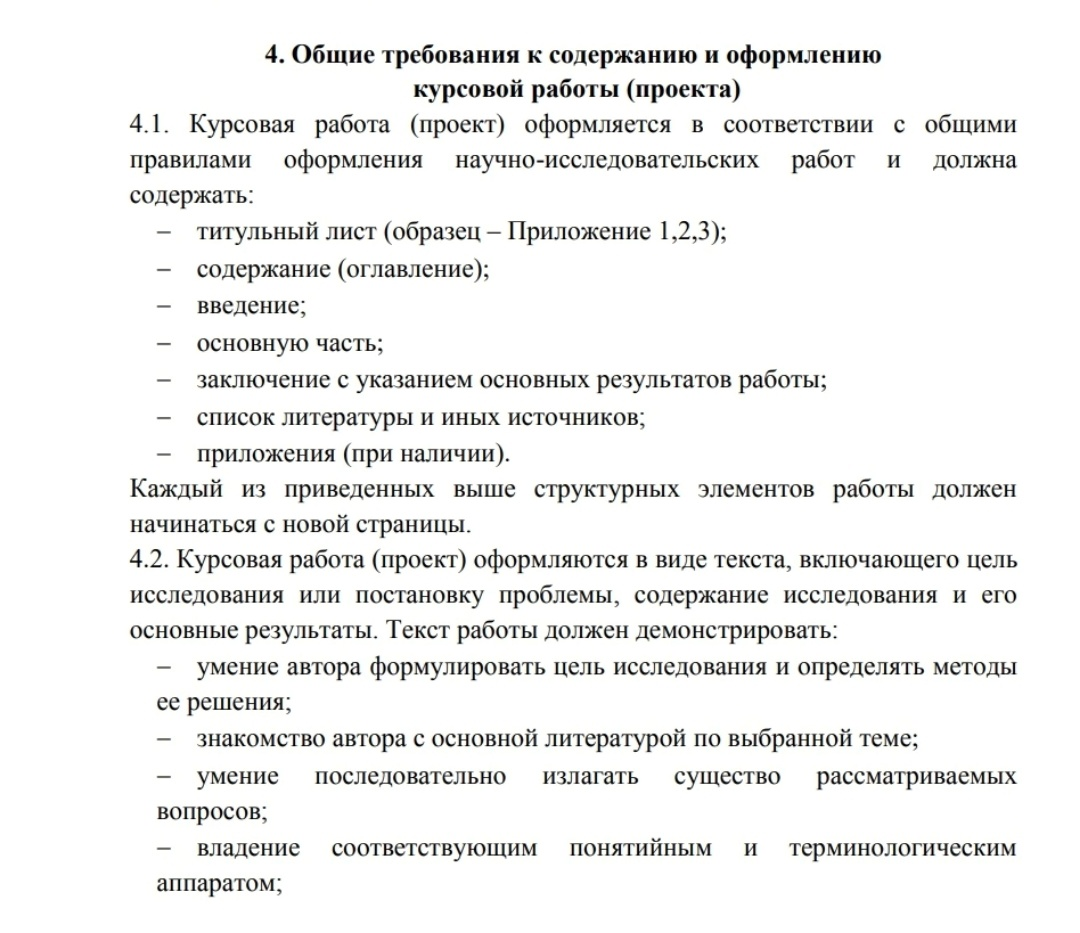 4. Общие требования к содержанию и оформлению
курсовой работы (проекта)
4.1. Курсовая работа (проект) оформляется в соответствии с общими
правилами оформления научно-исследовательских работ и должна
содержать:
– титульный лист (образец – Приложение 1,2,3);
– содержание (оглавление);
– введение;
– основную часть;
– заключение с указанием основных результатов работы;
– список литературы и иных источников;
– приложения (при наличии).
Каждый из приведенных выше структурных элементов работы должен
начинаться с новой страницы.
4.2. Курсовая работа (проект) оформляются в виде текста, включающего цель
исследования или постановку проблемы, содержание исследования и его
основные результаты. Текст работы должен демонстрировать:
– умение автора формулировать цель исследования и определять методы
ее решения;
– знакомство автора с основной литературой по выбранной теме;
– умение последовательно излагать существо рассматриваемых
вопросов;
– владение соответствующим понятийным и терминологическим
аппаратом;